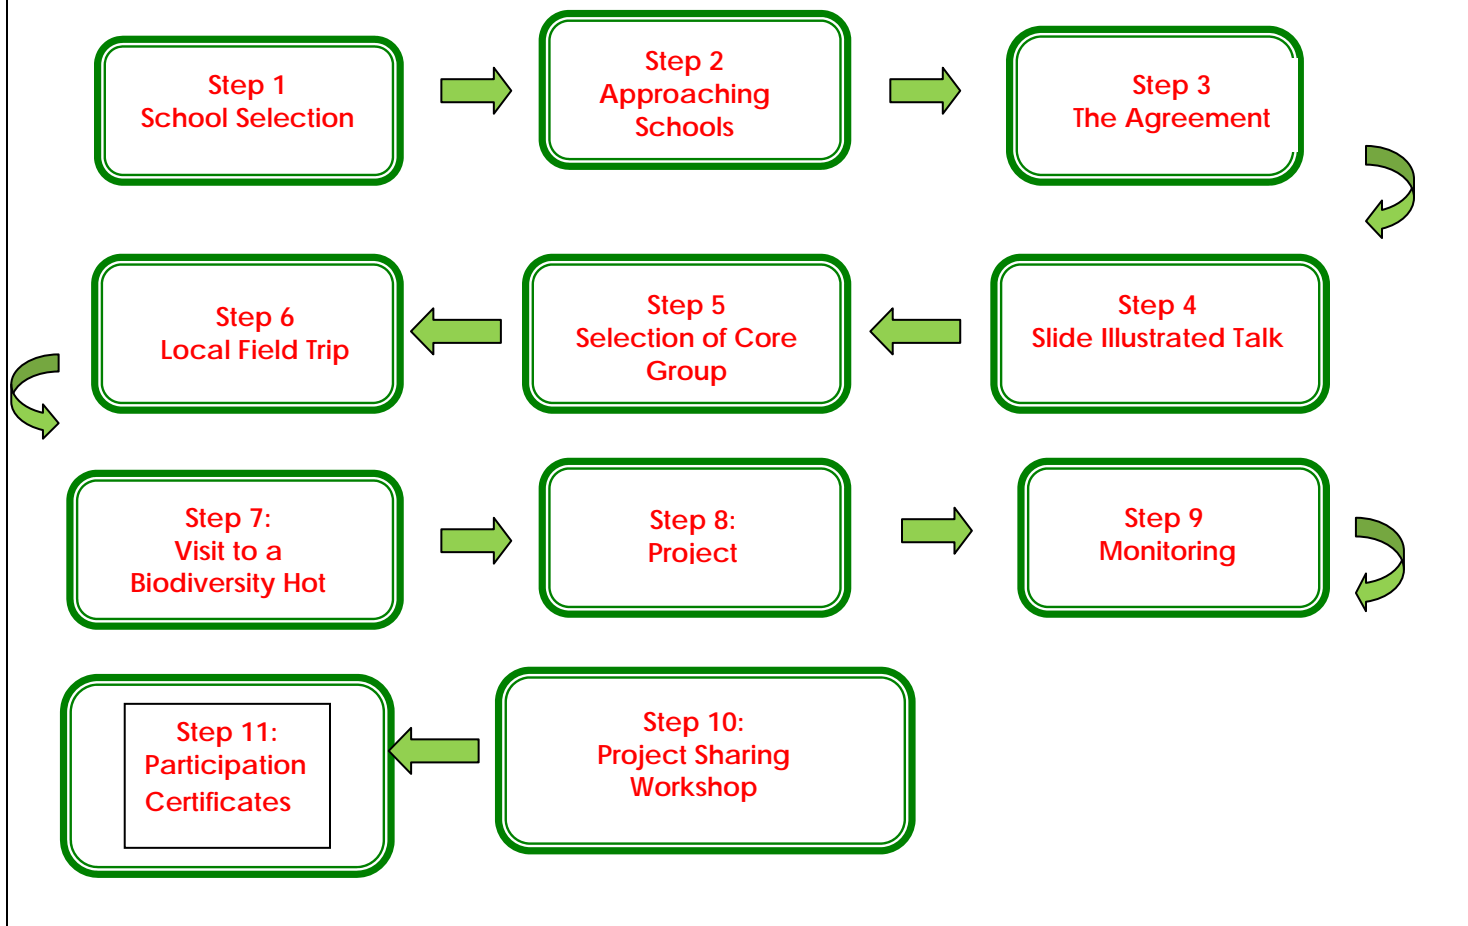 Step 1
School Selection
Step 2
Approaching
Schools
Step 3
The Agreement
Step 4
Slide Illustrated Talk
Step 5
Selection of Core
Group
Step 6
Local Field Trip
Step 7:
Visit to a
Biodiversity Hot
Step 8:
Project
Step 9
Monitoring
Step 10:
Project Sharing
Workshop
Step 11:
Participation
Certificates